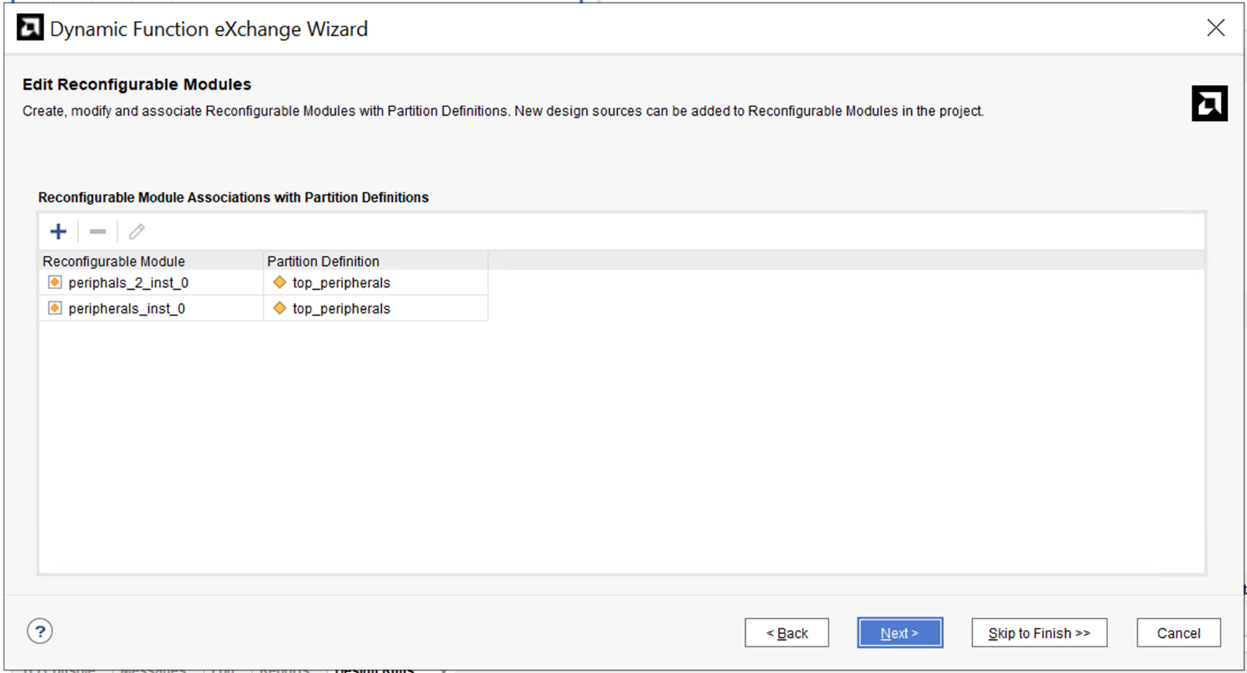 Dynamic Function eXchange Wizard
Edit Reconfigurable Modules
Create, modify and associate Reconfigurable Modules with Partition Definitions. New design sources can be added to Reconfigurable Modules in the project.
Reconfigurable Module Associations with Partition Definitions
Reconfigurable Module Partition Definition
periphals_2_inst_0 top_peripherals
peripherals_inst_0 top_peripherals
? < Back Next > Skip to Finish >> Cancel